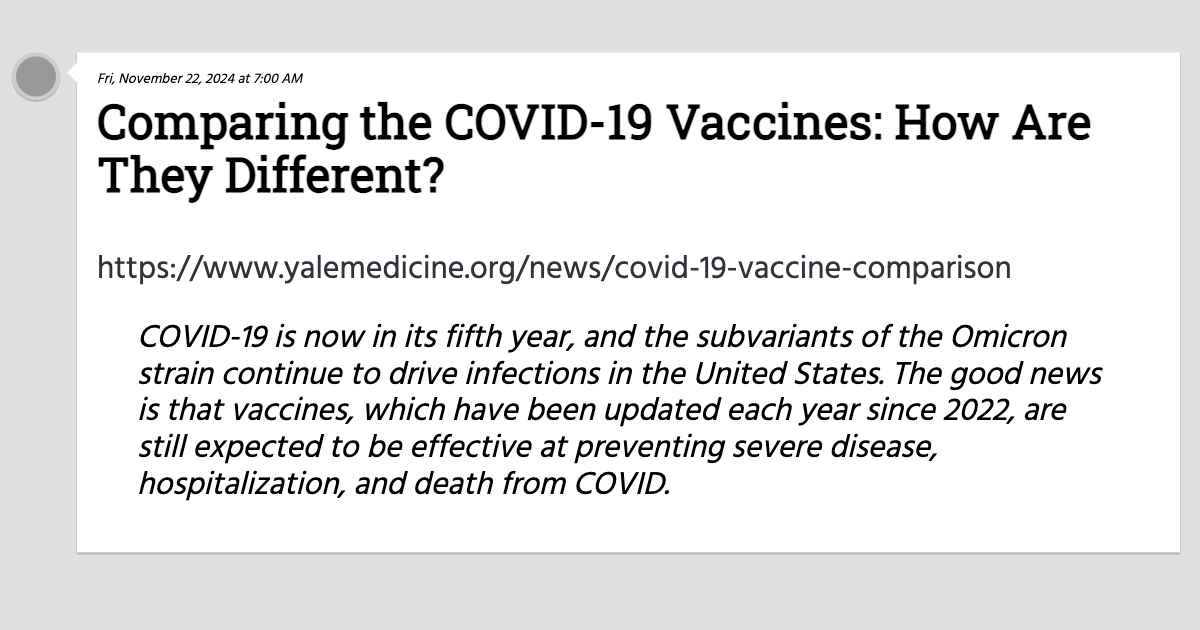 Fri, November 22, 2024 at 7:00 AM
Comparing the COVID-19 Vaccines: How Are
They Different?
https://www.yalemedicine.org/news/covid-19-vaccine-comparison
COVID-19 is now in its fifth year, and the subvariants of the Omicron
strain continue to drive infections in the United States. The good news
is that vaccines, which have been updated each year since 2022, are
still expected to be effective at preventing severe disease,
hospitalization, and death from COVID.